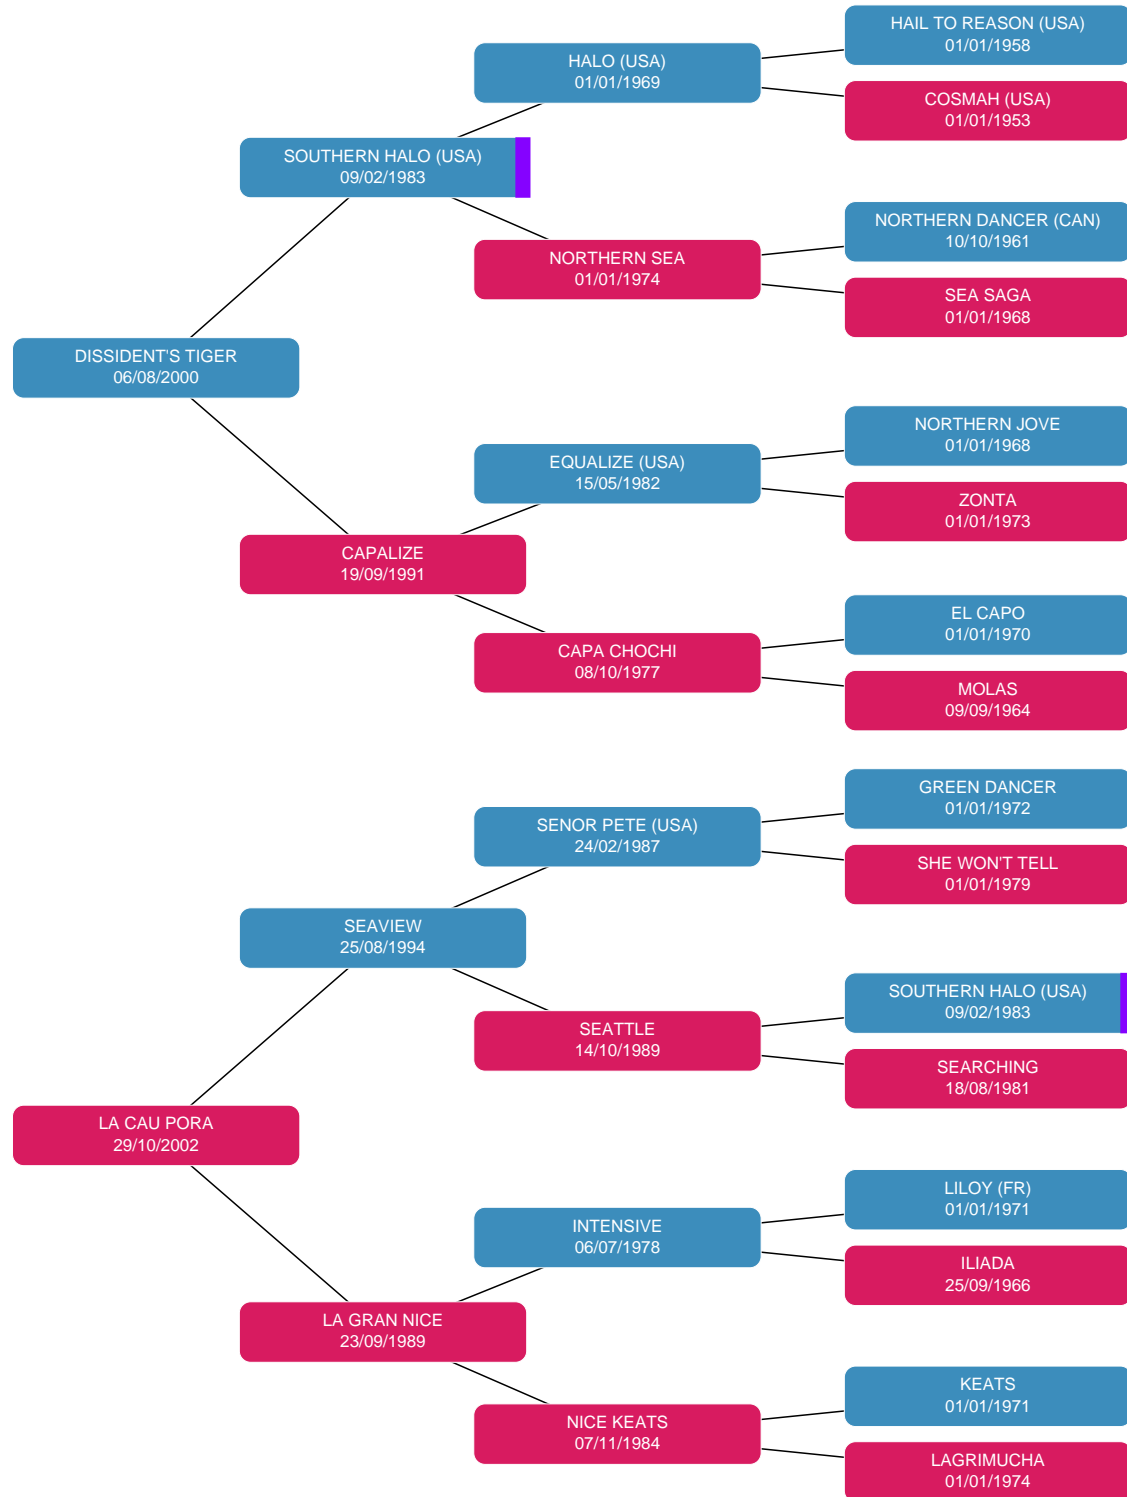 HAIL TO REASON (USA)
01/01/1958
HALO (USA)
01/01/1969
COSMAH (USA)
01/01/1953
SOUTHERN HALO (USA)
09/02/1983
NORTHERN DANCER (CAN)
10/10/1961
NORTHERN SEA
01/01/1974
SEA SAGA
01/01/1968
DISSIDENT'S TIGER
06/08/2000
NORTHERN JOVE
01/01/1968
EQUALIZE (USA)
15/05/1982
ZONTA
01/01/1973
CAPALIZE
19/09/1991
EL CAPO
01/01/1970
CAPA CHOCHI
08/10/1977
MOLAS
09/09/1964
GREEN DANCER
01/01/1972
SENOR PETE (USA)
24/02/1987
SHE WON'T TELL
01/01/1979
SEAVIEW
25/08/1994
SOUTHERN HALO (USA)
09/02/1983
SEATTLE
14/10/1989
SEARCHING
18/08/1981
LA CAU PORA
29/10/2002
LILOY (FR)
01/01/1971
INTENSIVE
06/07/1978
ILIADA
25/09/1966
LA GRAN NICE
23/09/1989
KEATS
01/01/1971
NICE KEATS
07/11/1984
LAGRIMUCHA
01/01/1974